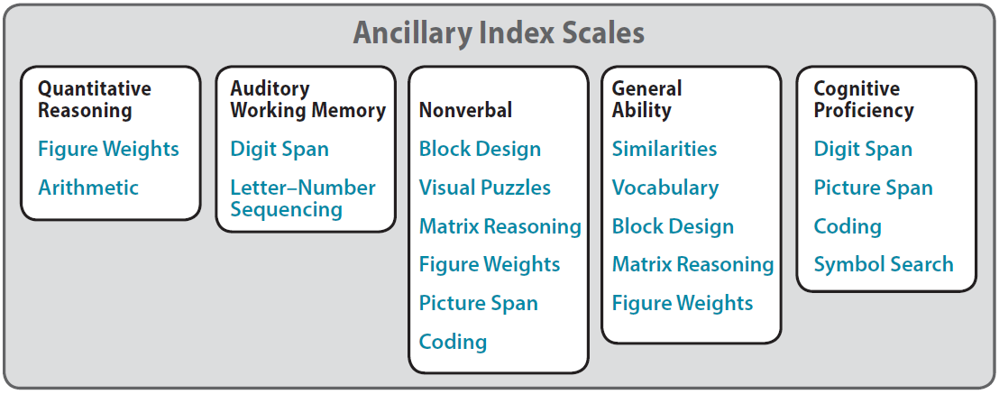 Ancillary Index Scales
Quantitative
Reasoning
Figure Weights
Arithmetic
Auditory
Working Memory
Digit Span
Letter–Number
Sequencing
Nonverbal
Block Design
Visual Puzzles
Matrix Reasoning
Figure Weights
Picture Span
Coding
General
Ability
Similarities
Vocabulary
Block Design
Matrix Reasoning
Figure Weights
Cognitive
Proficiency
Digit Span
Picture Span
Coding
Symbol Search